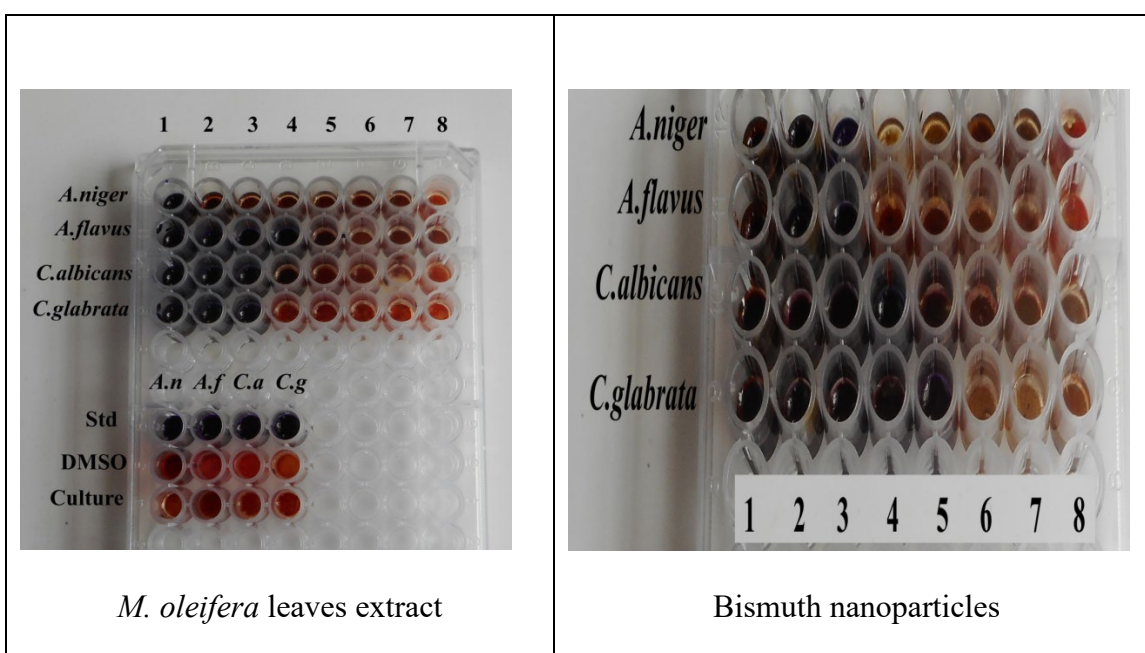 1 2 3 4 5 6 7 8
A.niger
A.flavus
C.albicans
C.glabrata
A.n A.f C.a C.g
Std
DMSO
Culture
M. oleifera leaves extract
A.niger
A.flavus
C.albicans
C.glabrata
1 2 3 4 5 6 7 8
Bismuth nanoparticles